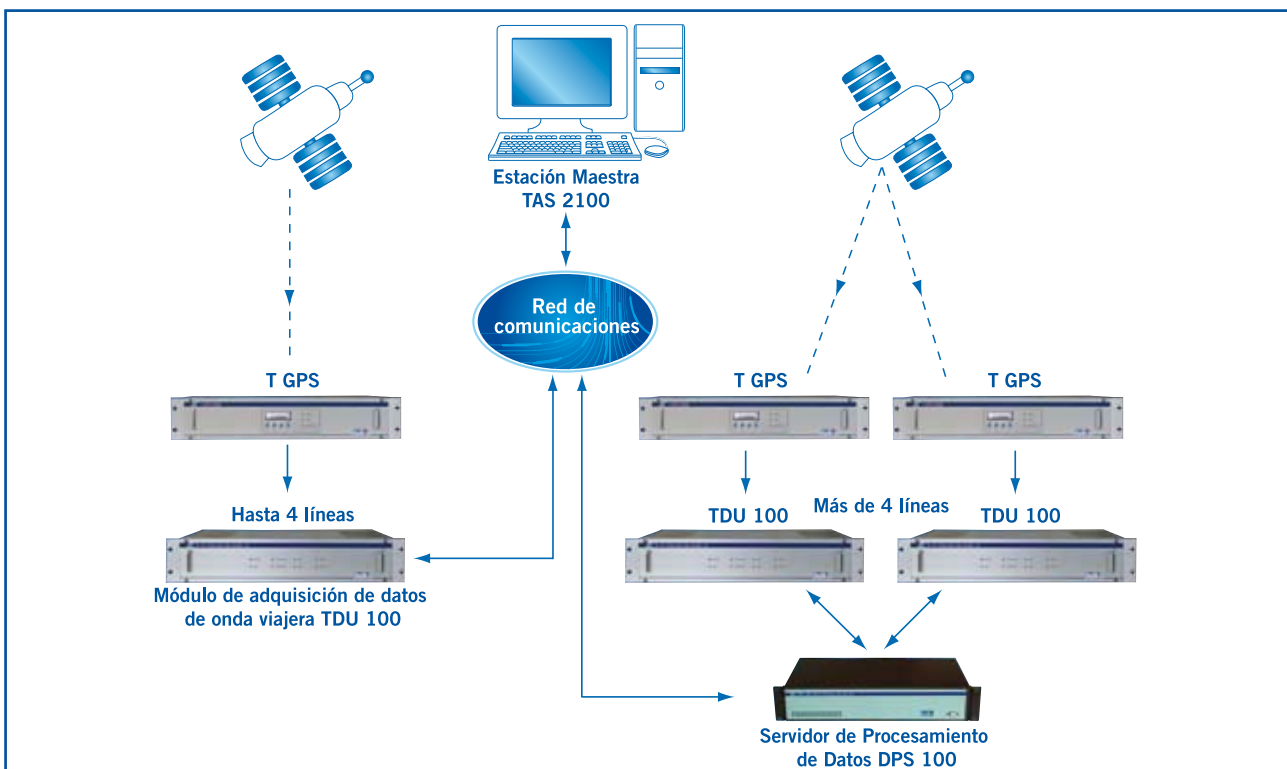 Estación Maestra
TAS 2100
Red de
comunicaciones
T GPS
T GPS
T GPS
Hasta 4 líneas
TDU 100
Más de 4 líneas
TDU 100
Módulo de adquisición de datos
de onda viajera TDU 100
Servidor de Procesamiento
de Datos DPS 100